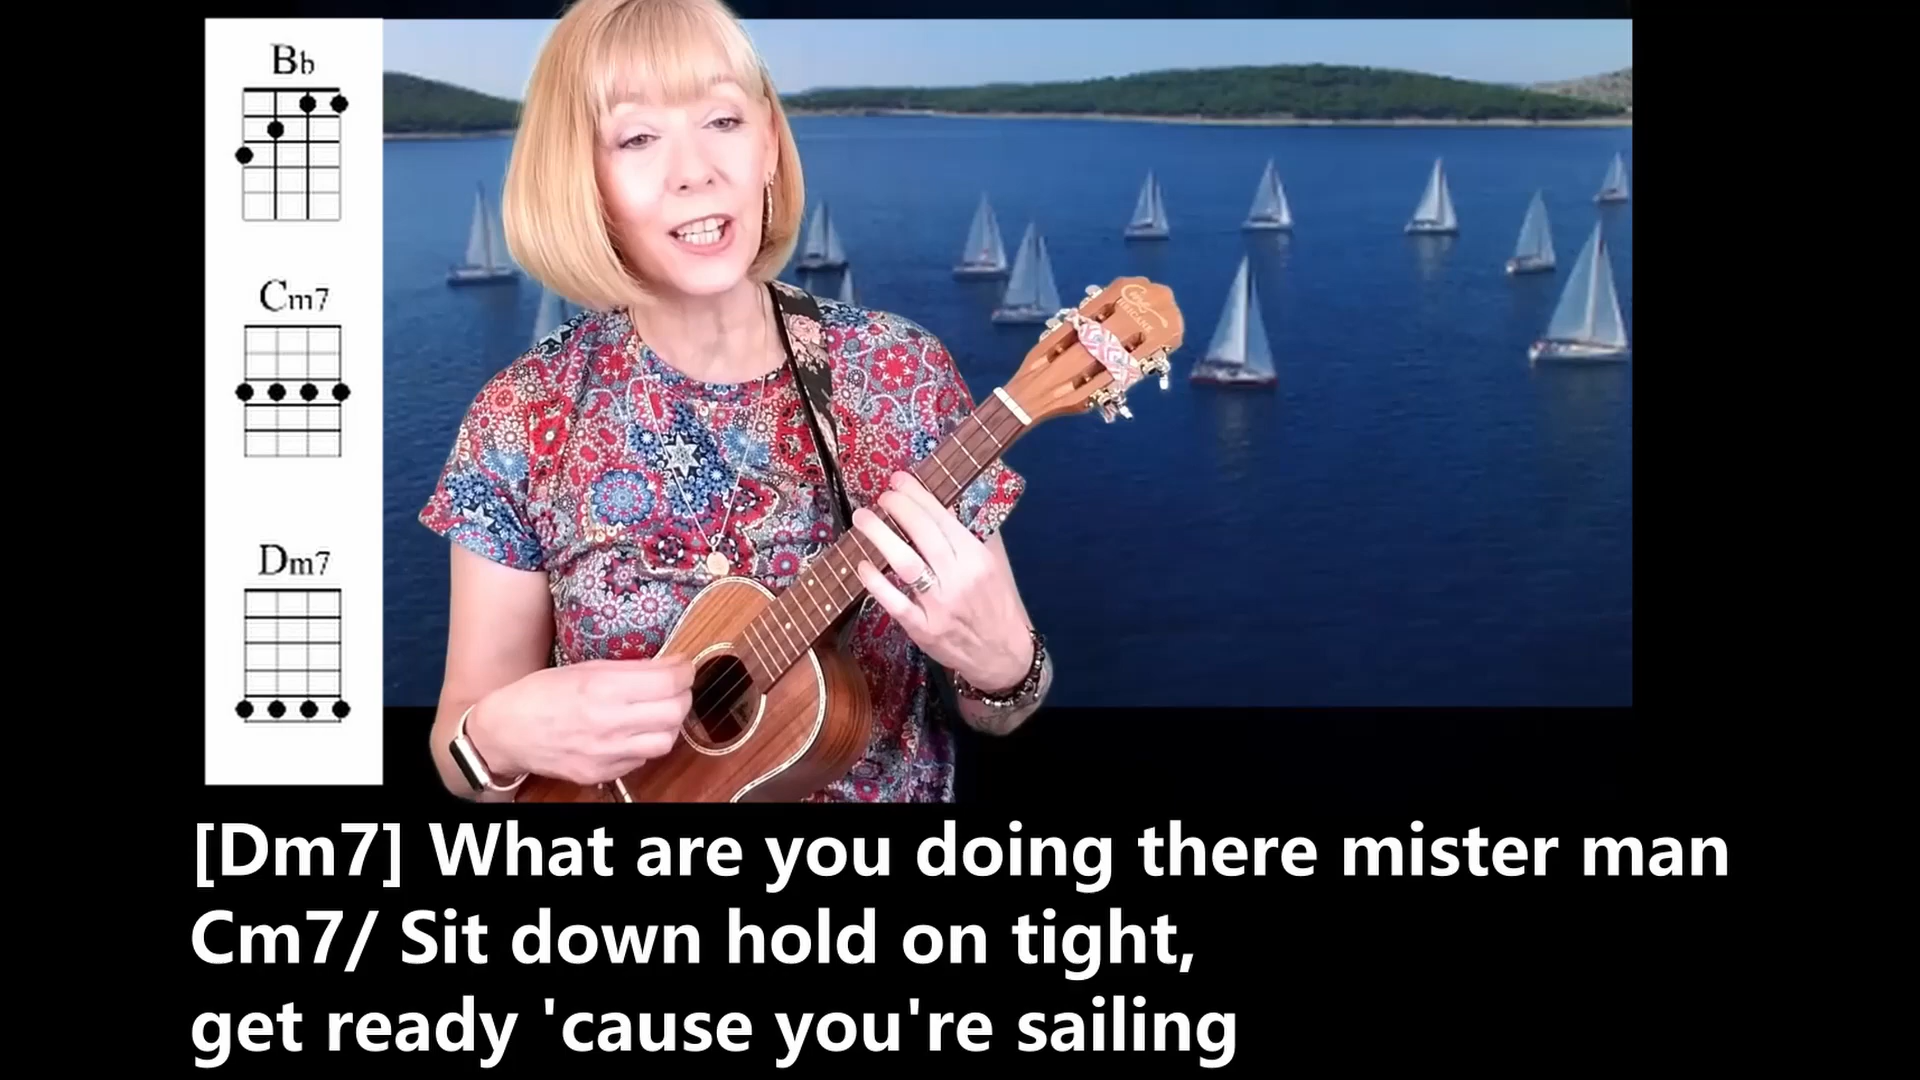 Bb
Cm7
Dm7
[Dm7] What are you doing there mister man
Cm7/ Sit down hold on tight,
get ready 'cause you're sailing